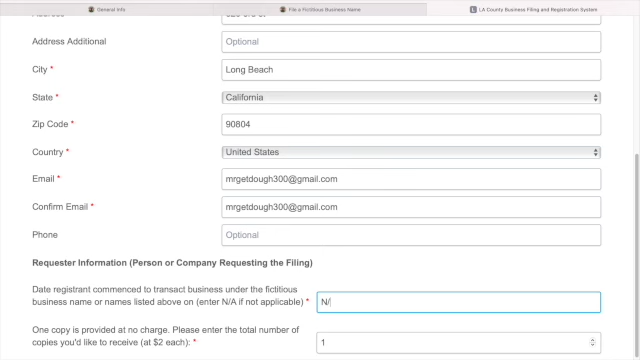 General Info
File a Fictitious Business Name
LA County Business Filing and Registration System
Address Additional
Optional
City *
Long Beach
State *
California
Zip Code *
90804
Country *
United States
Email *
mrgetdough300@gmail.com
Confirm Email *
mrgetdough300@gmail.com
Phone
Optional
Requester Information (Person or Company Requesting the Filing)
Date registrant commenced to transact business under the fictitious
business name or names listed above on (enter N/A if not applicable) *
N/
One copy is provided at no charge. Please enter the total number of
copies you'd like to receive (at $2 each): *
1